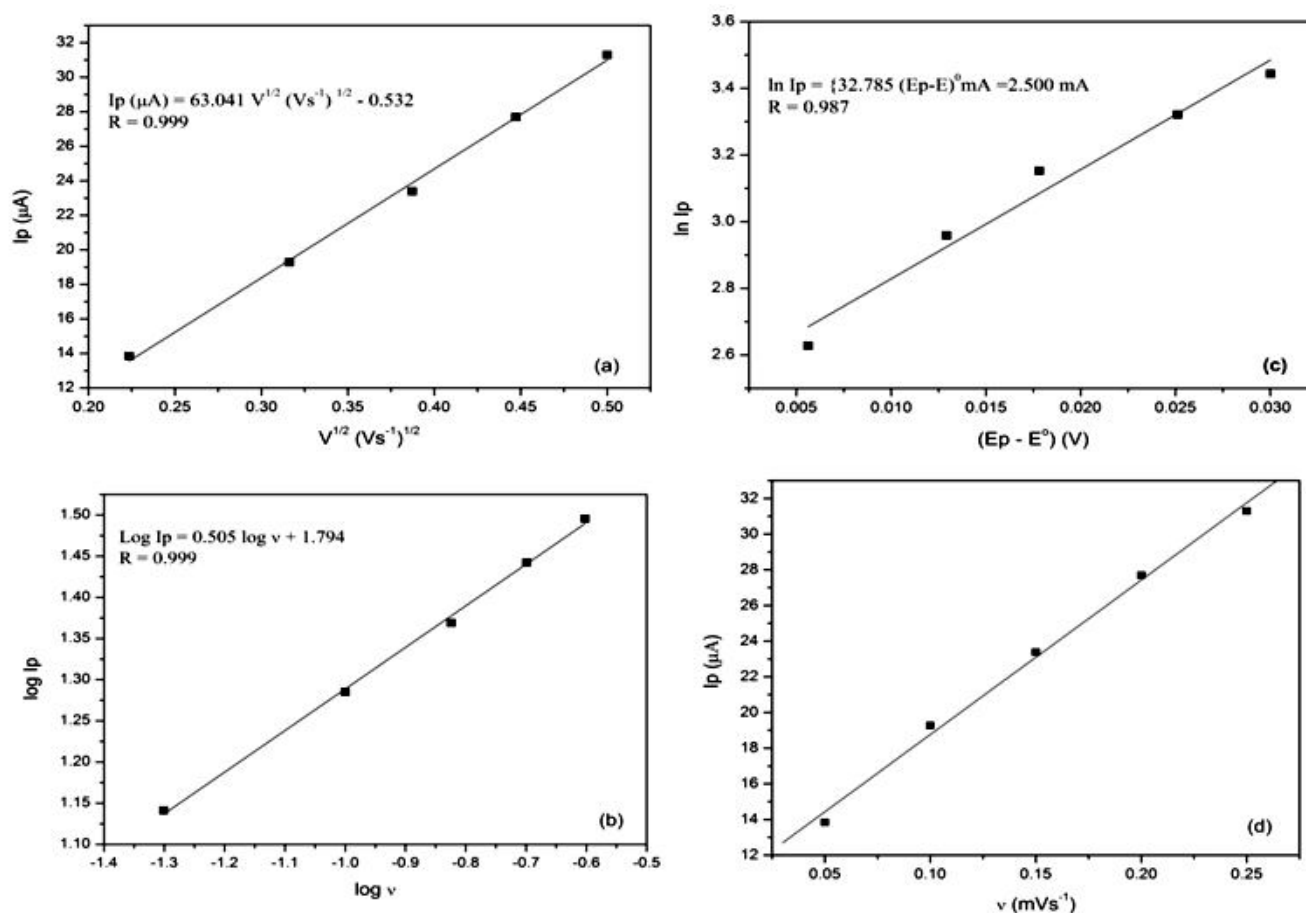 32
30
28
26
24
22
20
18
16
14
12
Ip (μA)
Ip (μA) = 63.041 V^1/2 (Vs^-1)^1/2 - 0.532
R = 0.999
(a)
0.20 0.25 0.30 0.35 0.40 0.45 0.50
V^1/2 (Vs^-1)^1/2
3.6
3.4
3.2
3.0
2.8
2.6
ln Ip
ln Ip = {32.785 (Ep-E)^0 mA =2.500 mA
R = 0.987
(c)
0.005 0.010 0.015 0.020 0.025 0.030
(Ep - E^o) (V)
1.50
1.45
1.40
1.35
1.30
1.25
1.20
1.15
1.10
log Ip
Log Ip = 0.505 log ν + 1.794
R = 0.999
(b)
-1.4 -1.3 -1.2 -1.1 -1.0 -0.9 -0.8 -0.7 -0.6 -0.5
log ν
32
30
28
26
24
22
20
18
16
14
12
Ip (μA)
(d)
0.05 0.10 0.15 0.20 0.25
ν (mVs^-1)